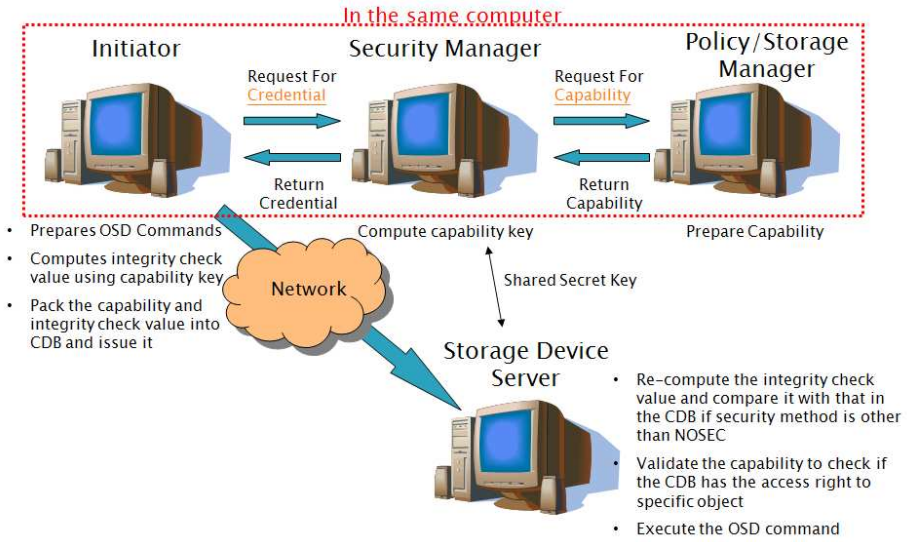 In the same computer
Initiator
Security Manager
Policy/Storage
Manager
Request For
Credential
Request For
Capability
Return
Credential
Return
Capability
• Prepares OSD Commands
• Computes integrity check
value using capability key
• Pack the capability and
integrity check value into
CDB and issue it
Compute capability key
Prepare Capability
Network
Shared Secret Key
Storage Device
Server
• Re-compute the integrity check
value and compare it with that in
the CDB if security method is other
than NOSEC
• Validate the capability to check if
the CDB has the access right to
specific object
• Execute the OSD command